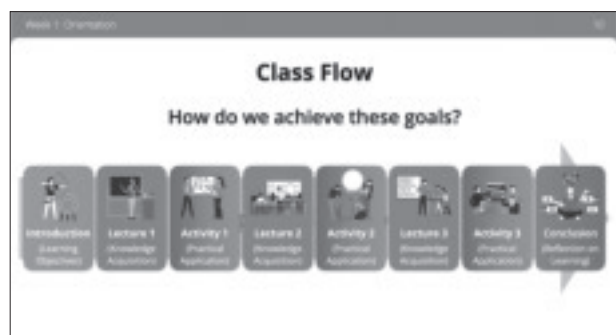 Week 1: Orientation
Class Flow
How do we achieve these goals?
Introduction
(Learning
Objectives)
Lecture 1
(Knowledge
Acquisition)
Activity 1
(Practical
Application)
Lecture 2
(Knowledge
Acquisition)
Activity 2
(Practical
Application)
Lecture 3
(Knowledge
Acquisition)
Activity 3
(Practical
Application)
Conclusion
(Reflection on
Learning)